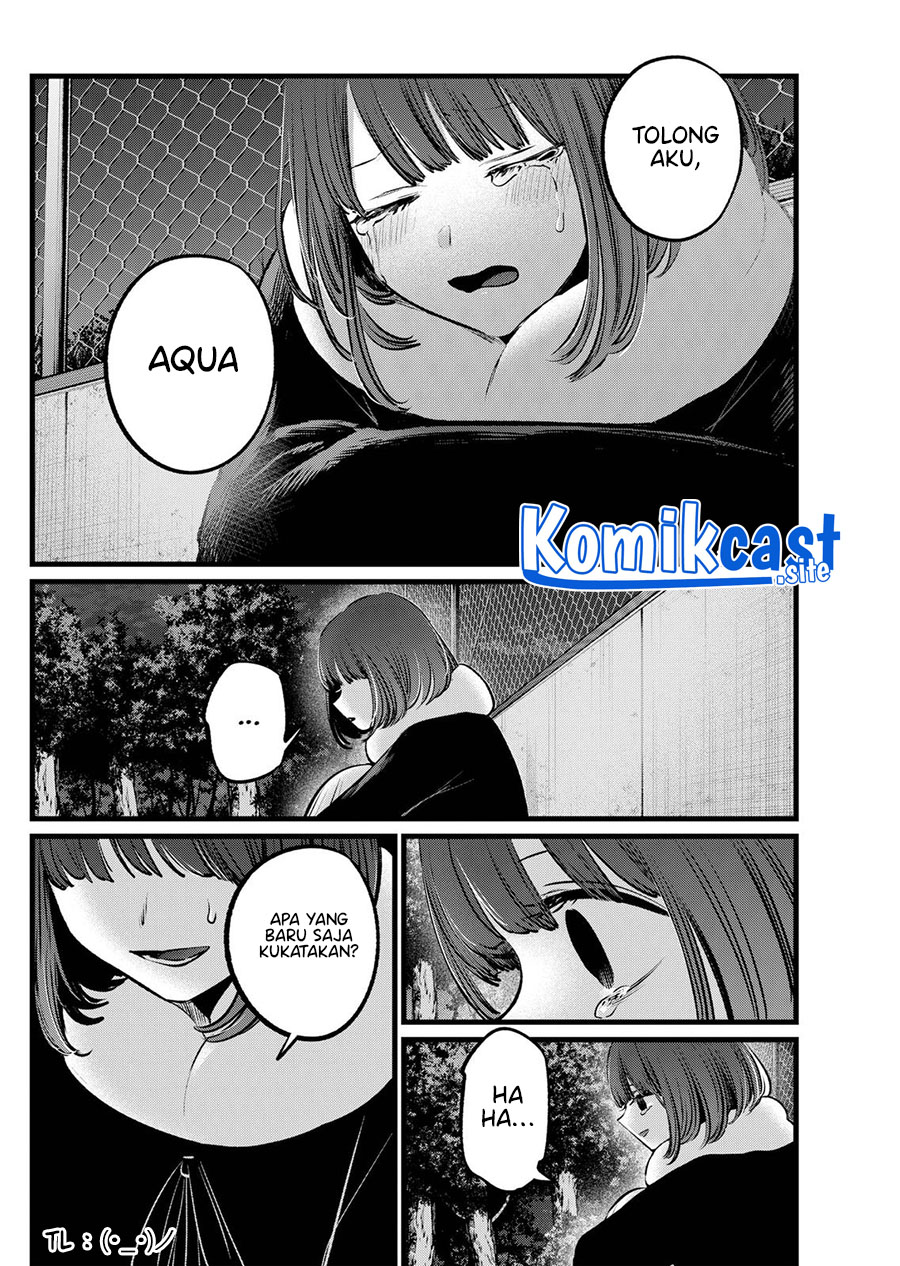 TOLONG
AKU,
AQUA
Komikcast
.site
...
APA YANG
BARU SAJA
KUKATAKAN?
HA
HA...
TL : (·_·)ノ